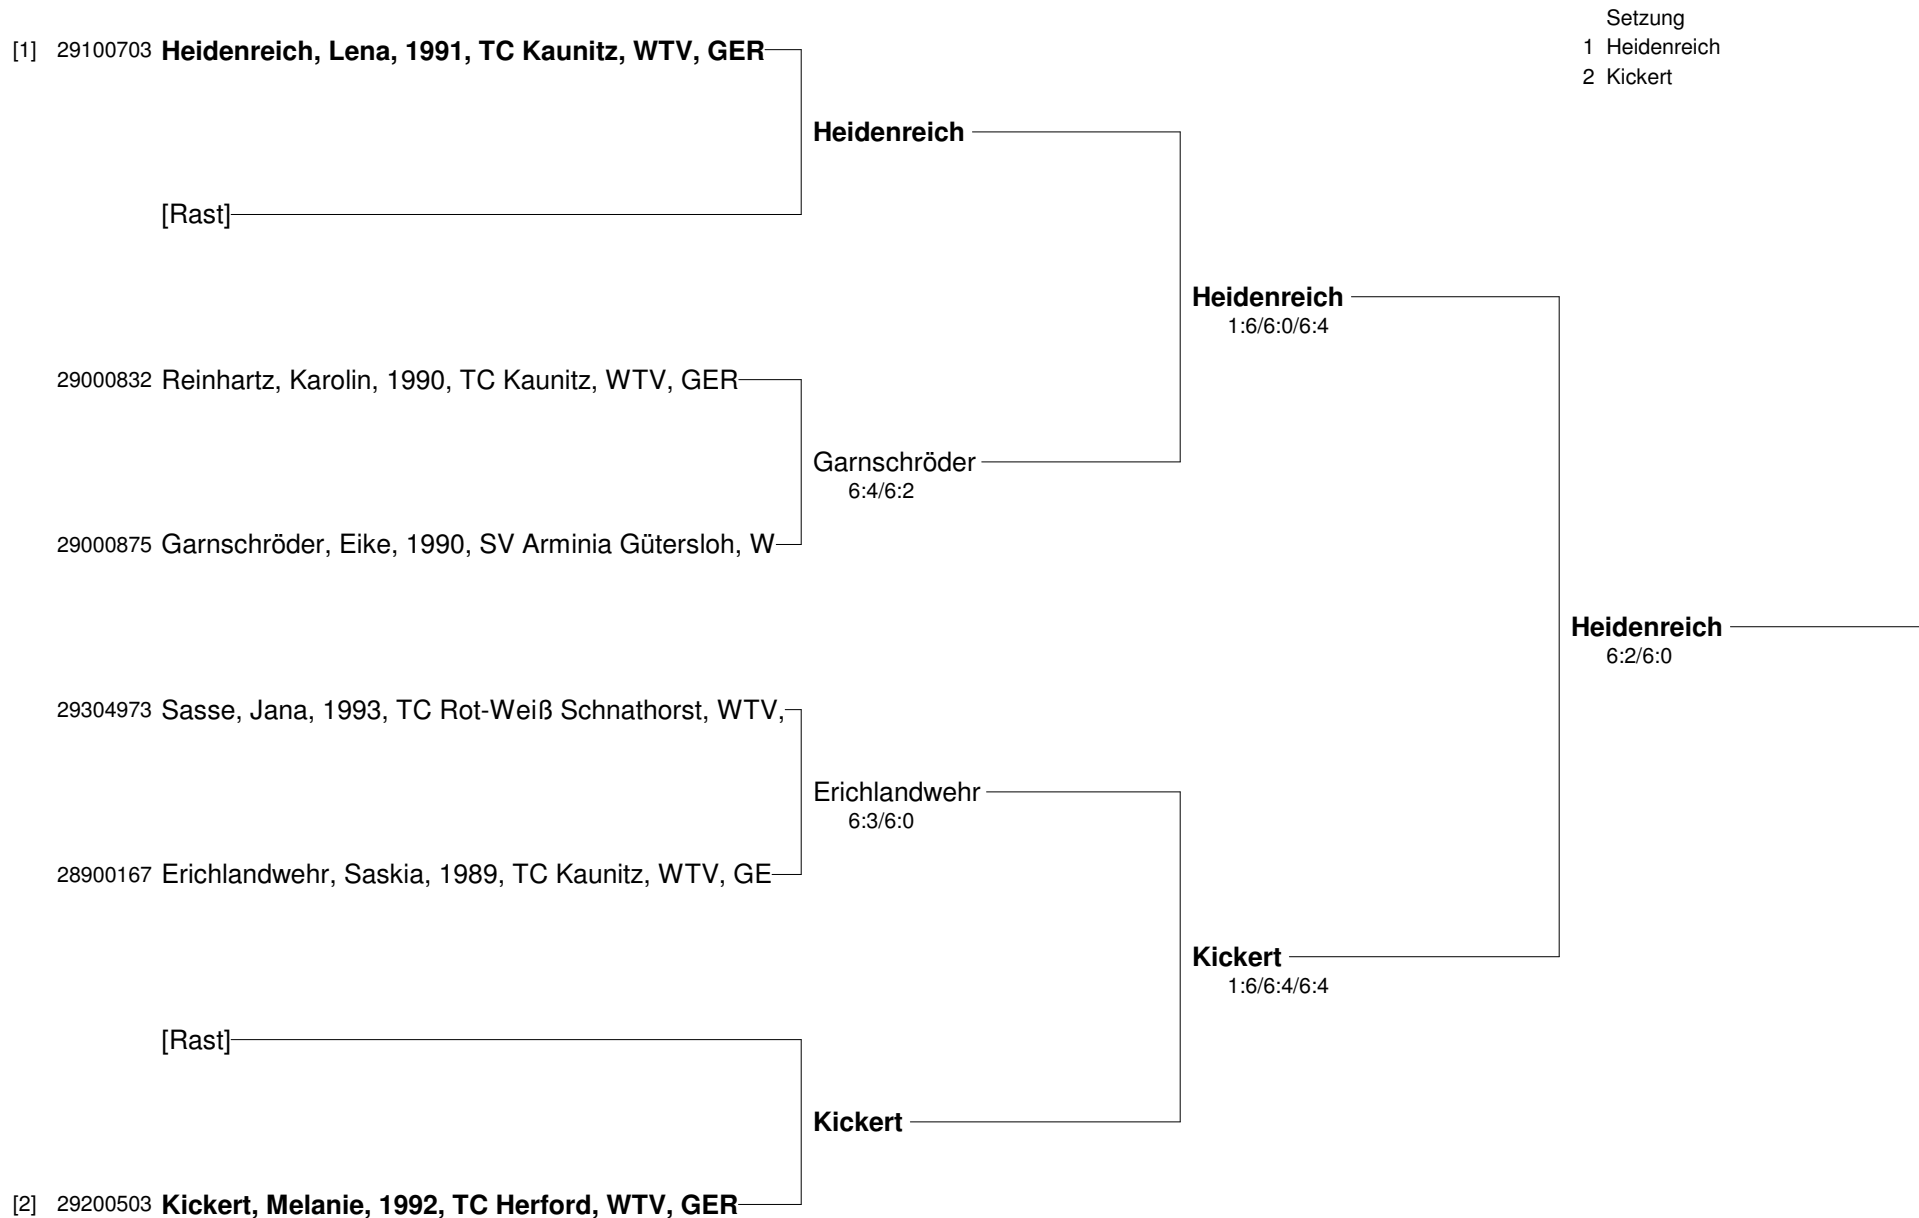 Setzung
1 Heidenreich
2 Kickert
[1] 29100703 Heidenreich, Lena, 1991, TC Kaunitz, WTV, GER
Heidenreich
[Rast]
Heidenreich
1:6/6:0/6:4
29000832 Reinhartz, Karolin, 1990, TC Kaunitz, WTV, GER
Garnschröder
6:4/6:2
29000875 Garnschröder, Eike, 1990, SV Arminia Gütersloh, W
Heidenreich
6:2/6:0
29304973 Sasse, Jana, 1993, TC Rot-Weiß Schnathorst, WTV,
Erichlandwehr
6:3/6:0
28900167 Erichlandwehr, Saskia, 1989, TC Kaunitz, WTV, GE
Kickert
1:6/6:4/6:4
[Rast]
Kickert
[2] 29200503 Kickert, Melanie, 1992, TC Herford, WTV, GER